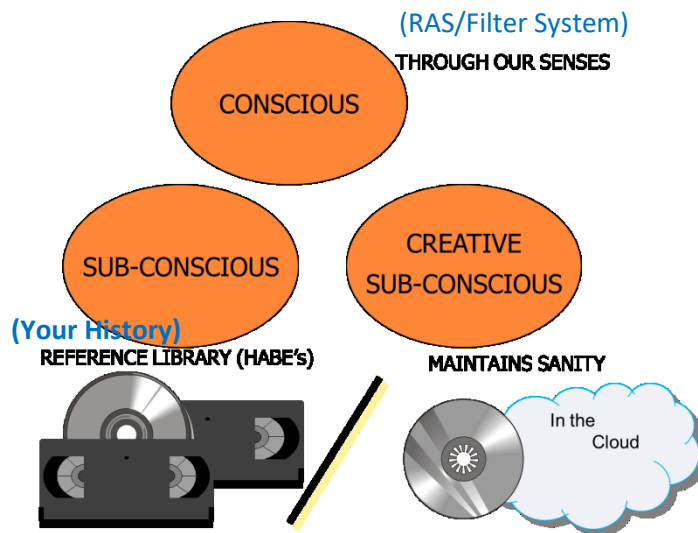 (RAS/Filter System)
THROUGH OUR SENSES
CONSCIOUS
SUB-CONSCIOUS
CREATIVE
SUB-CONSCIOUS
(Your History)
REFERENCE LIBRARY (HABE's)
MAINTAINS SANITY
In the
Cloud